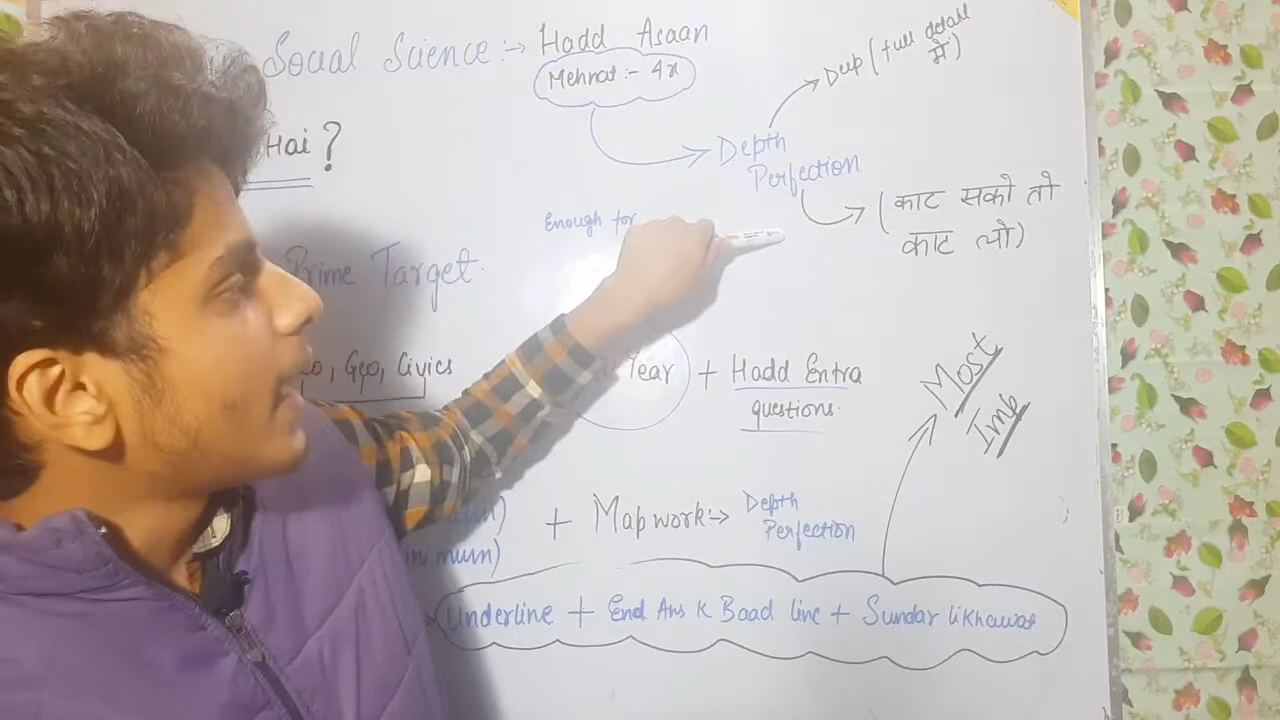 Social Science :→ Hadd Asaan
Mehnat :- 4x
Deep (full detail
में)
Hai ?
Depth
Perfection
(काट सको तो
काट लो)
Enough for
Prime Target
Geo, Civics
Year + Hadd Extra
questions.
Most
Imp
+ Map work :→ Depth
Perfection
Underline + End Ans K Baad line + Sundar likhawat